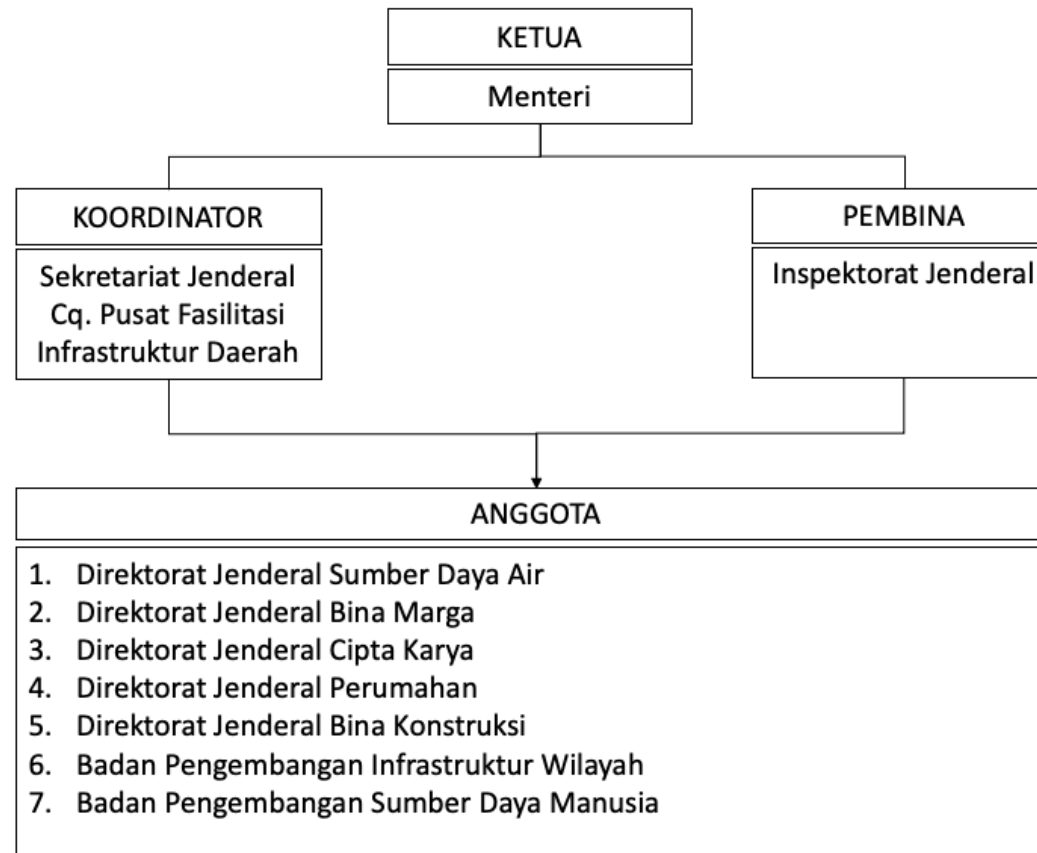 KETUA
Menteri
KOORDINATOR
Sekretariat Jenderal
Cq. Pusat Fasilitasi
Infrastruktur Daerah
PEMBINA
Inspektorat Jenderal
ANGGOTA
1. Direktorat Jenderal Sumber Daya Air
2. Direktorat Jenderal Bina Marga
3. Direktorat Jenderal Cipta Karya
4. Direktorat Jenderal Perumahan
5. Direktorat Jenderal Bina Konstruksi
6. Badan Pengembangan Infrastruktur Wilayah
7. Badan Pengembangan Sumber Daya Manusia